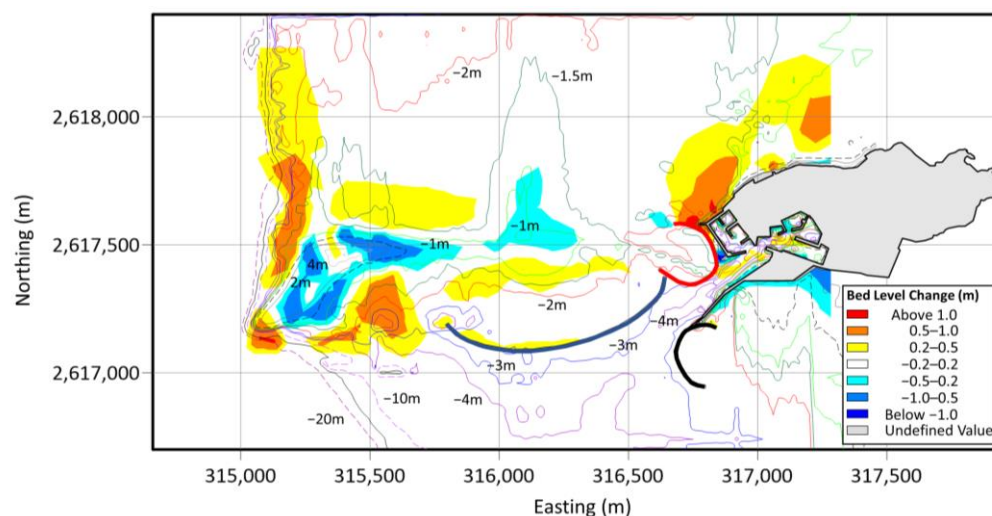 −2m
−1.5m
2,618,000
2,617,500
2,617,000
Northing (m)
−1m
−1m
4m
2m
−2m
−4m
−3m
−3m
−4m
−10m
−20m
Bed Level Change (m)
Above 1.0
0.5–1.0
0.2–0.5
−0.2–0.2
−0.5–0.2
−1.0–0.5
Below −1.0
Undefined Value
315,000 315,500 316,000 316,500 317,000 317,500
Easting (m)